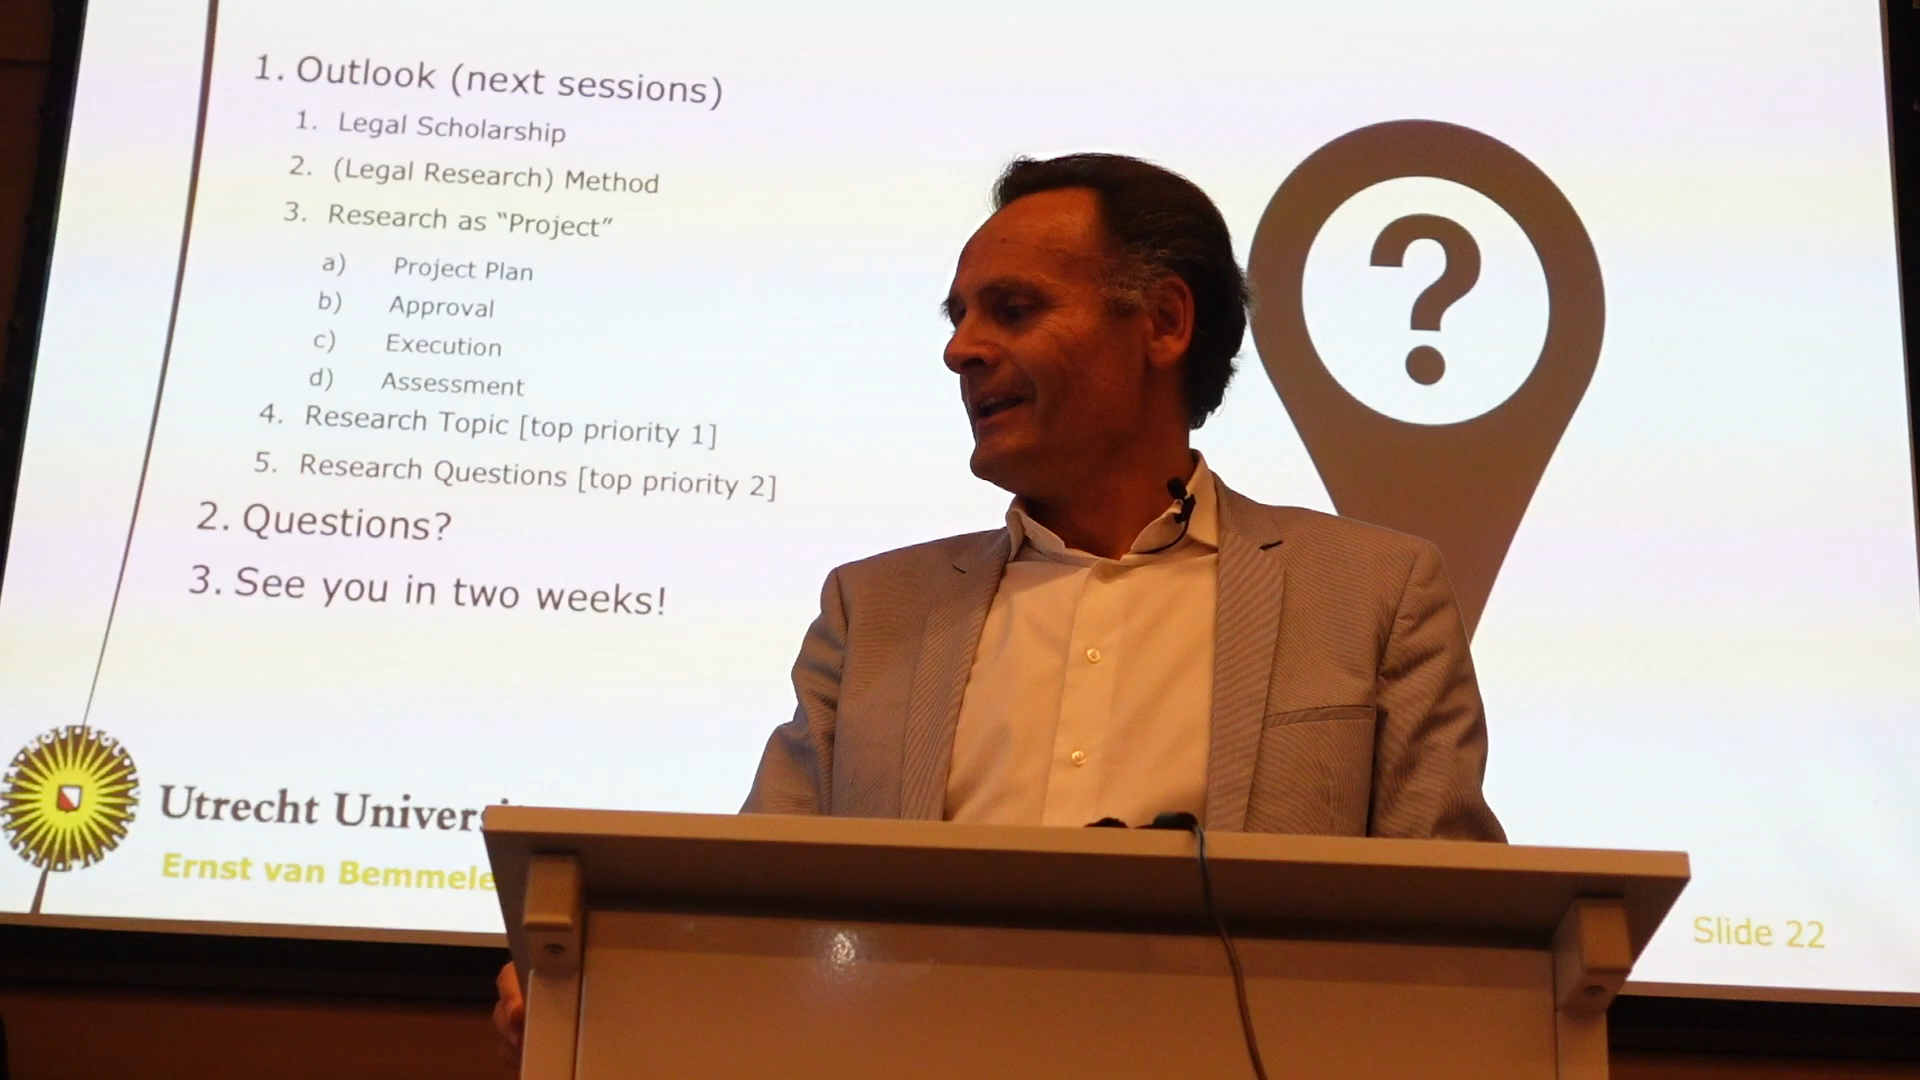 1. Outlook (next sessions)
1. Legal Scholarship
2. (Legal Research) Method
3. Research as “Project”
a) Project Plan
b) Approval
c) Execution
d) Assessment
4. Research Topic [top priority 1]
5. Research Questions [top priority 2]
2. Questions?
3. See you in two weeks!
?
Utrecht Univers
Ernst van Bemmele
Slide 22